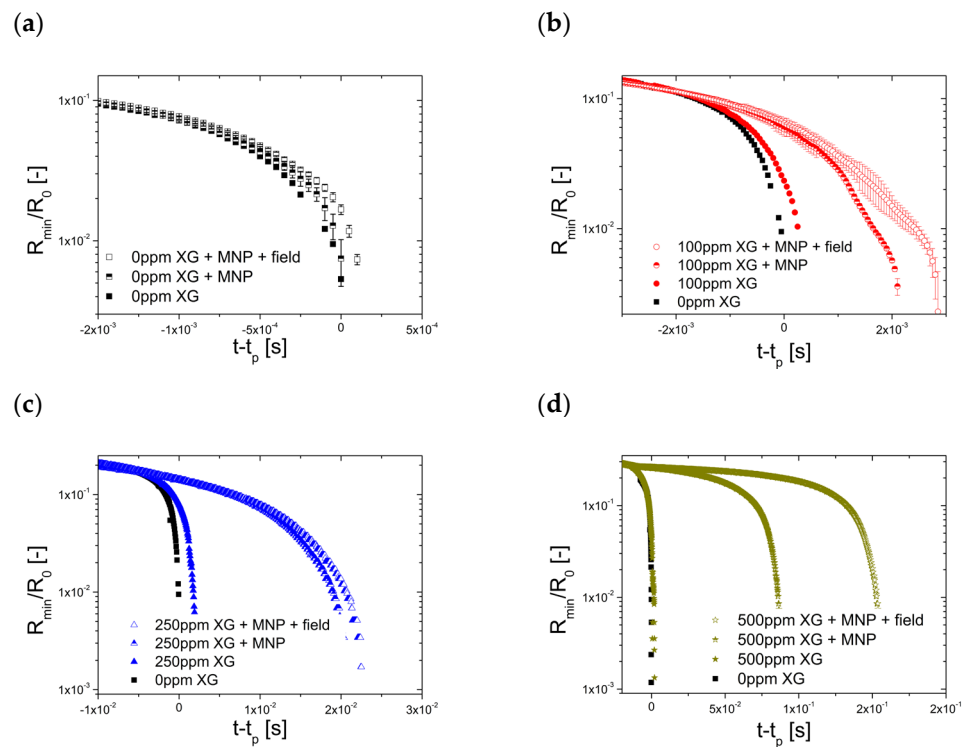 (a)
R_min/R_0 [-]
1x10^-1
1x10^-2
0ppm XG + MNP + field
0ppm XG + MNP
0ppm XG
-2x10^-3 -1x10^-3 -5x10^-4 0 5x10^-4
t-t_p [s]
(b)
R_min/R_0 [-]
1x10^-1
1x10^-2
100ppm XG + MNP + field
100ppm XG + MNP
100ppm XG
0ppm XG
-2x10^-3 0 2x10^-3
t-t_p [s]
(c)
R_min/R_0 [-]
1x10^-1
1x10^-2
1x10^-3
250ppm XG + MNP + field
250ppm XG + MNP
250ppm XG
0ppm XG
-1x10^-2 0 1x10^-2 2x10^-2 3x10^-2
t-t_p [s]
(d)
R_min/R_0 [-]
1x10^-1
1x10^-2
1x10^-3
500ppm XG + MNP + field
500ppm XG + MNP
500ppm XG
0ppm XG
0 5x10^-2 1x10^-1 2x10^-1 2x10^-1
t-t_p [s]